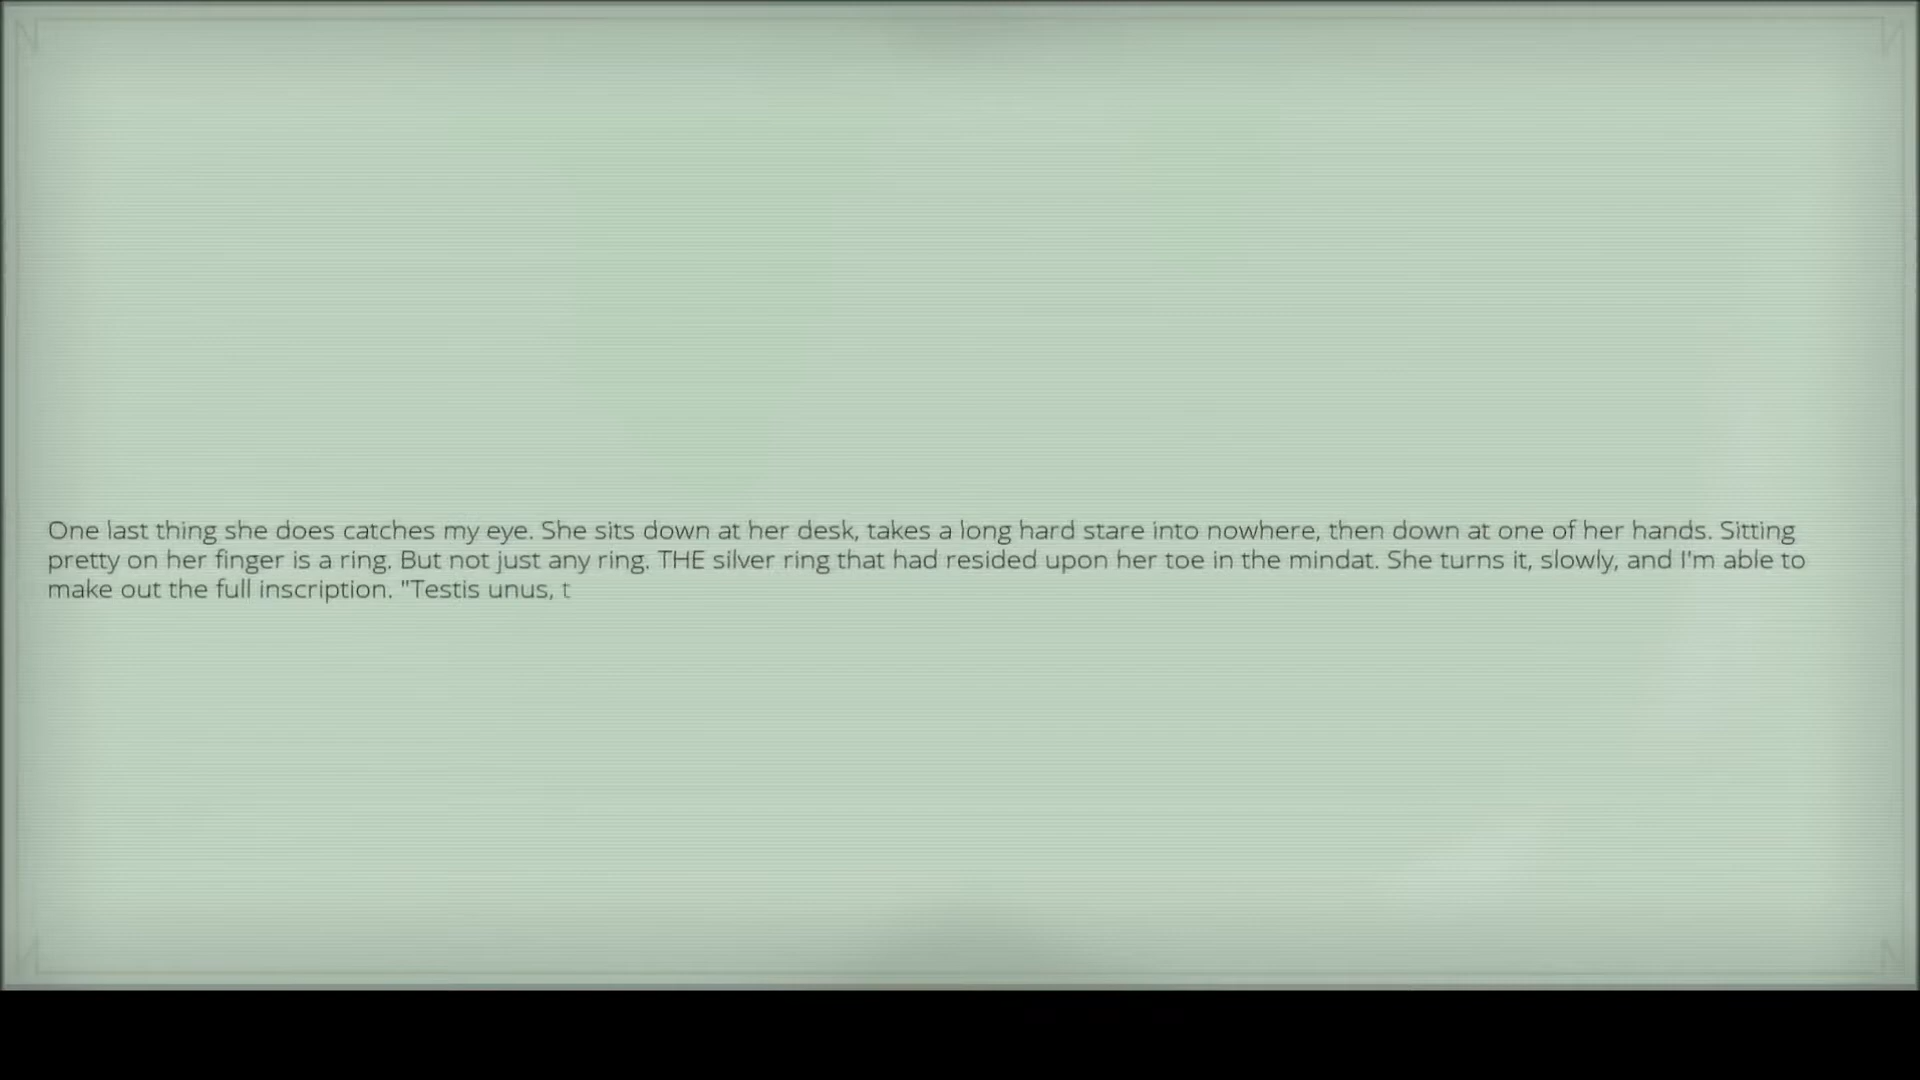 One last thing she does catches my eye. She sits down at her desk, takes a long hard stare into nowhere, then down at one of her hands. Sitting
pretty on her finger is a ring. But not just any ring. THE silver ring that had resided upon her toe in the mindat. She turns it, slowly, and I'm able to
make out the full inscription. "Testis unus, t